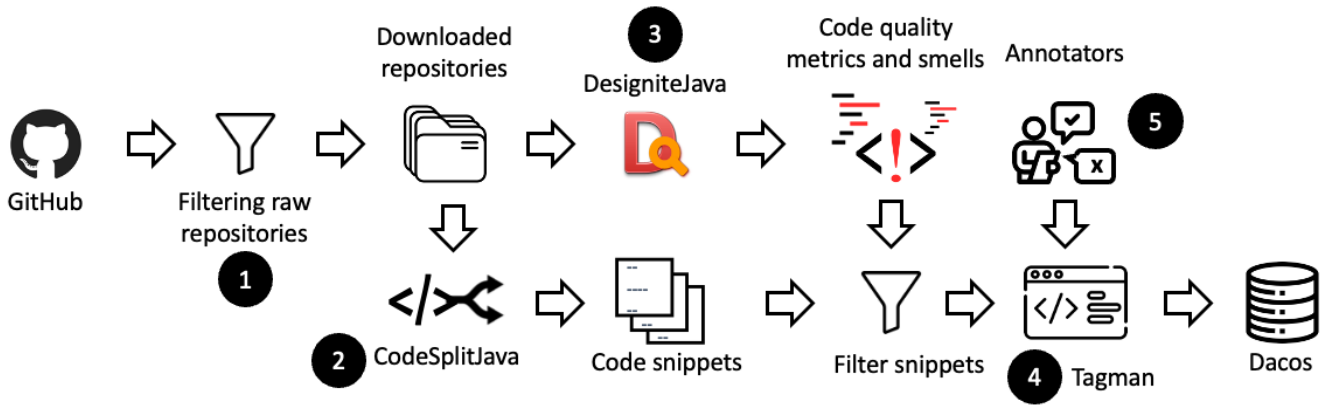 GitHub
Filtering raw
repositories
1
Downloaded
repositories
2
CodeSplitJava
3
DesigniteJava
Code snippets
Code quality
metrics and smells
Filter snippets
Annotators
x
5
4
Tagman
Dacos